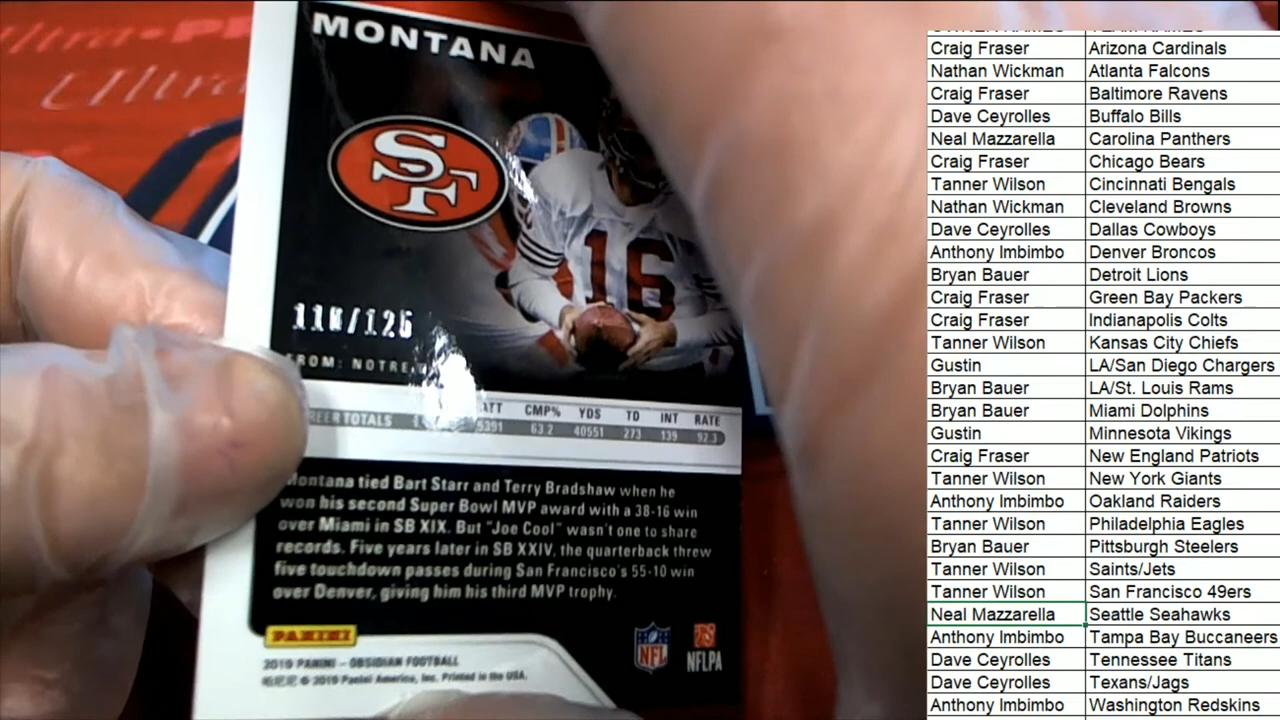 MONTANA
SF
16
118/125
FROM: NOTRE
ATT CMP% YDS TD INT RATE
CAREER TOTALS 5391 63.2 40551 273 139 92.3
Montana tied Bart Starr and Terry Bradshaw when he
won his second Super Bowl MVP award with a 38-16 win
over Miami in SB XIX. But "Joe Cool" wasn't one to share
records. Five years later in SB XXIV, the quarterback threw
five touchdown passes during San Francisco's 55-10 win
over Denver, giving him his third MVP trophy.
PANINI
NFL
NFLPA
2019 PANINI – OBSIDIAN FOOTBALL
© 2019 Panini America, Inc. Printed in the USA.
Ultra
Craig Fraser Arizona Cardinals
Nathan Wickman Atlanta Falcons
Craig Fraser Baltimore Ravens
Dave Ceyrolles Buffalo Bills
Neal Mazzarella Carolina Panthers
Craig Fraser Chicago Bears
Tanner Wilson Cincinnati Bengals
Nathan Wickman Cleveland Browns
Dave Ceyrolles Dallas Cowboys
Anthony Imbimbo Denver Broncos
Bryan Bauer Detroit Lions
Craig Fraser Green Bay Packers
Craig Fraser Indianapolis Colts
Tanner Wilson Kansas City Chiefs
Gustin LA/San Diego Chargers
Bryan Bauer LA/St. Louis Rams
Bryan Bauer Miami Dolphins
Gustin Minnesota Vikings
Craig Fraser New England Patriots
Tanner Wilson New York Giants
Anthony Imbimbo Oakland Raiders
Tanner Wilson Philadelphia Eagles
Bryan Bauer Pittsburgh Steelers
Tanner Wilson Saints/Jets
Tanner Wilson San Francisco 49ers
Neal Mazzarella Seattle Seahawks
Anthony Imbimbo Tampa Bay Buccaneers
Dave Ceyrolles Tennessee Titans
Dave Ceyrolles Texans/Jags
Anthony Imbimbo Washington Redskins